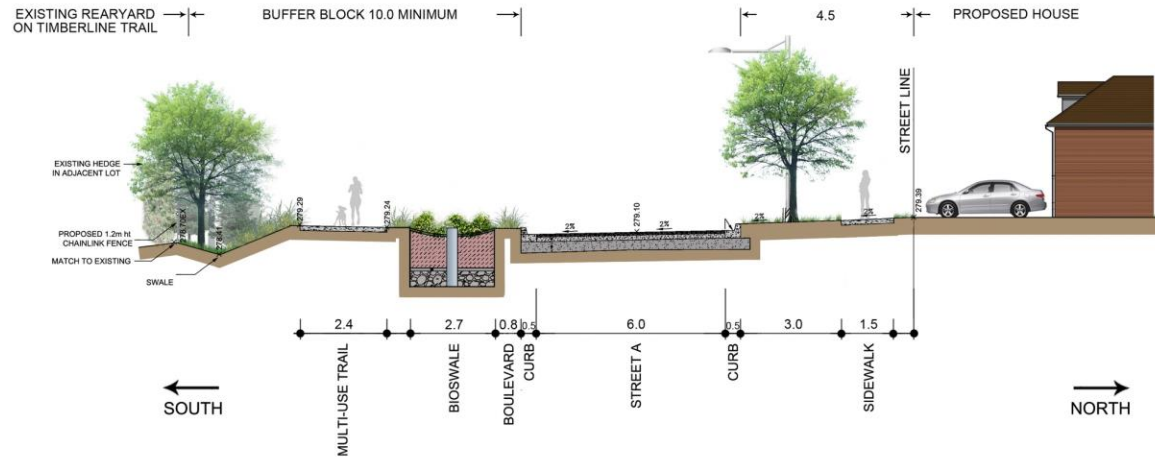 EXISTING REARYARD
ON TIMBERLINE TRAIL
BUFFER BLOCK 10.0 MINIMUM
4.5
PROPOSED HOUSE
STREET LINE
EXISTING HEDGE
IN ADJACENT LOT
PROPOSED 1.2m ht
CHAINLINK FENCE
MATCH TO EXISTING
SWALE
279.29
279.24
2%
279.10
2%
2%
2%
279.39
2.4
2.7
0.8
0.5
6.0
0.5
3.0
1.5
MULTI-USE TRAIL
BIOSWALE
BOULEVARD
CURB
STREET A
CURB
SIDEWALK
SOUTH
NORTH